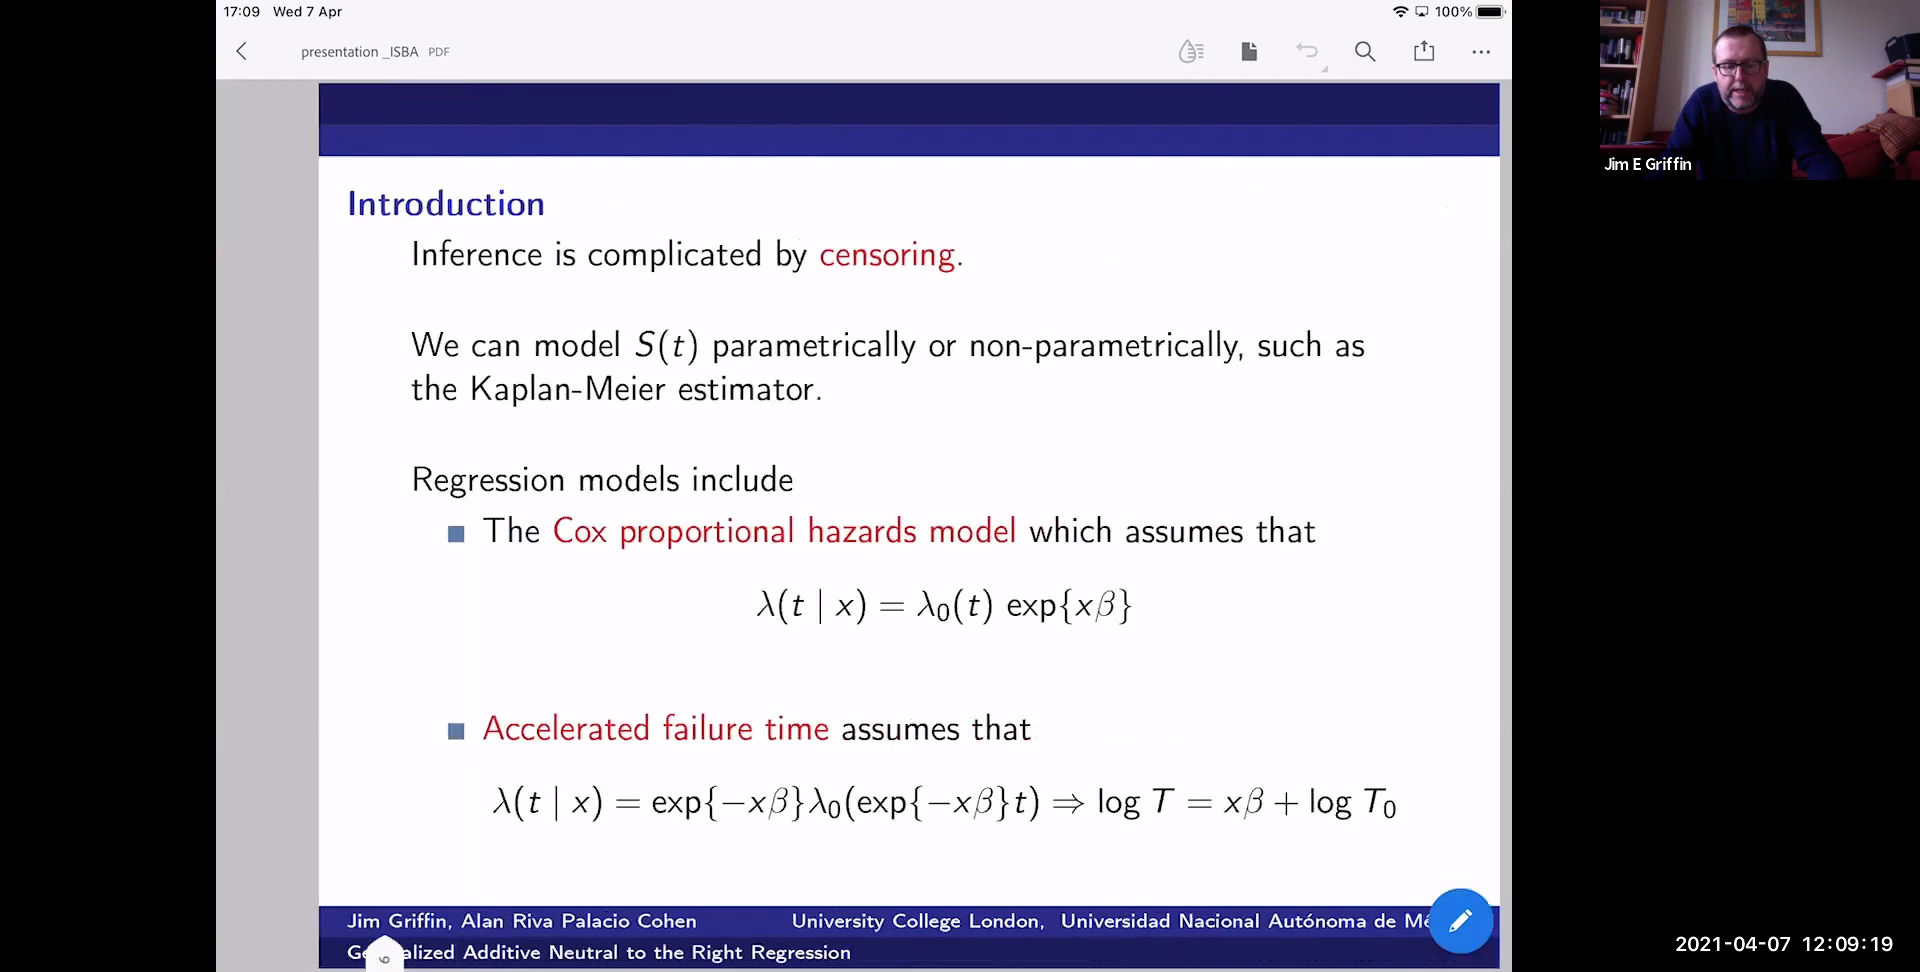 17:09 Wed 7 Apr
100%
presentation _ISBA PDF
Jim E Griffin
Introduction
Inference is complicated by censoring.
We can model S(t) parametrically or non-parametrically, such as
the Kaplan-Meier estimator.
Regression models include
The Cox proportional hazards model which assumes that
λ(t | x) = λ₀(t) exp{xβ}
Accelerated failure time assumes that
λ(t | x) = exp{−xβ}λ₀(exp{−xβ}t) ⇒ log T = xβ + log T₀
Jim Griffin, Alan Riva Palacio Cohen University College London, Universidad Nacional Autónoma de Mé
Ge alized Additive Neutral to the Right Regression
6
2021-04-07 12:09:19